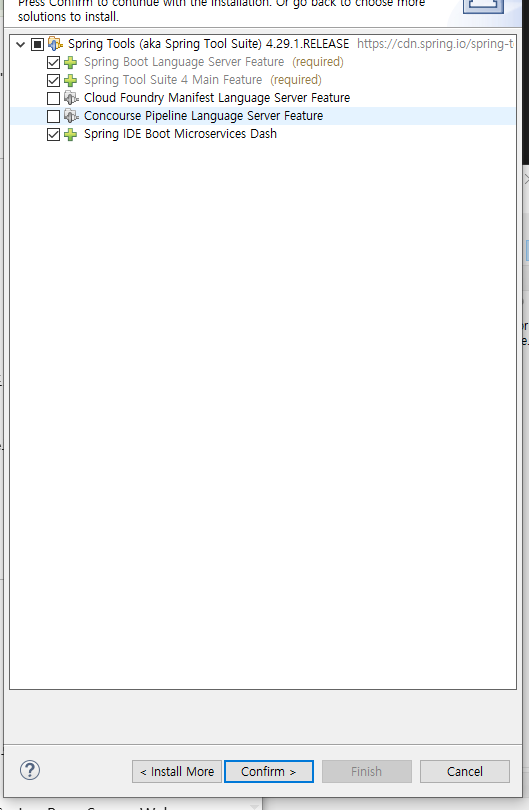 Press Confirm to continue with the installation. Or go back to choose more
solutions to install.
Spring Tools (aka Spring Tool Suite) 4.29.1.RELEASE https://cdn.spring.io/spring-t
Spring Boot Language Server Feature (required)
Spring Tool Suite 4 Main Feature (required)
Cloud Foundry Manifest Language Server Feature
Concourse Pipeline Language Server Feature
Spring IDE Boot Microservices Dash
< Install More
Confirm >
Finish
Cancel